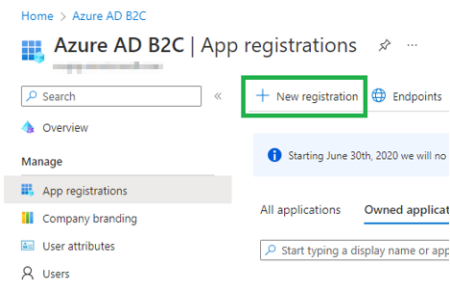 Home > Azure AD B2C
Azure AD B2C | App registrations
Search
«
+ New registration
Endpoints
Overview
Starting June 30th, 2020 we will no
Manage
App registrations
All applications
Owned applicat
Company branding
User attributes
Start typing a display name or app
Users